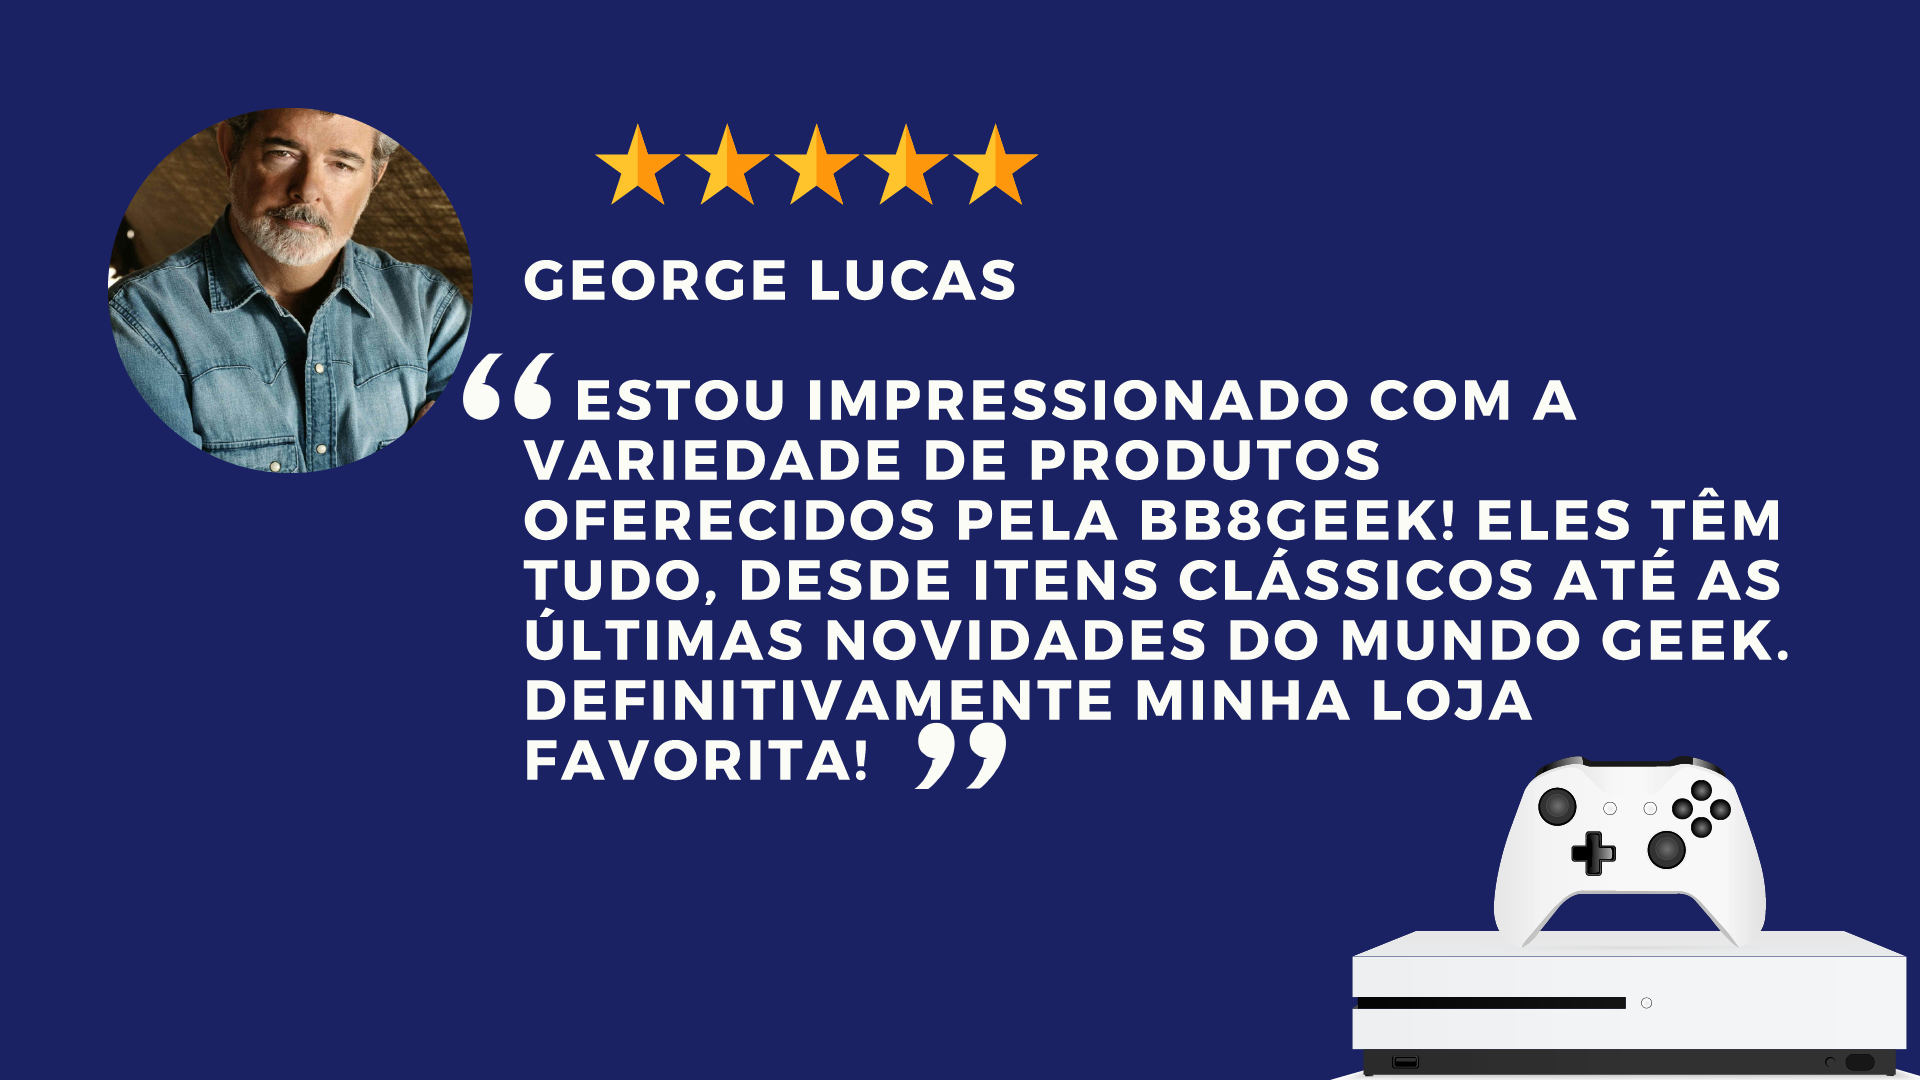 GEORGE LUCAS
“ ESTOU IMPRESSIONADO COM A
VARIEDADE DE PRODUTOS
OFERECIDOS PELA BB8GEEK! ELES TÊM
TUDO, DESDE ITENS CLÁSSICOS ATÉ AS
ÚLTIMAS NOVIDADES DO MUNDO GEEK.
DEFINITIVAMENTE MINHA LOJA
FAVORITA! ”